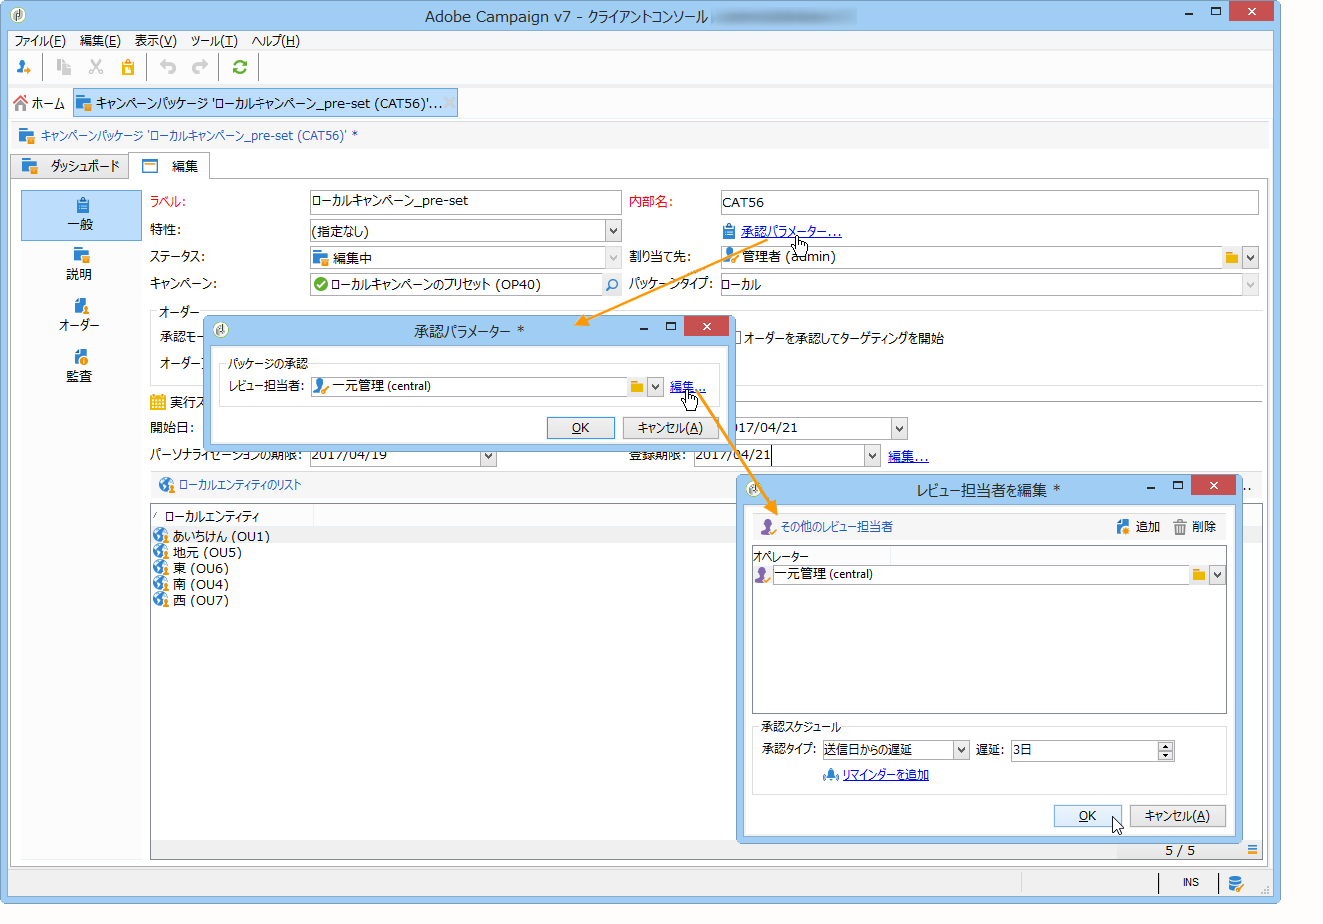 Adobe Campaign v7 - クライアントコンソール
ファイル(F) 編集(E) 表示(V) ツール(T) ヘルプ(H)
ホーム キャンペーンパッケージ 'ローカルキャンペーン_pre-set (CAT56)'...
キャンペーンパッケージ 'ローカルキャンペーン_pre-set (CAT56)' *
ダッシュボード 編集
一般
説明
オーダー
監査
ラベル: ローカルキャンペーン_pre-set 内部名: CAT56
特性: (指定なし) 承認パラメーター...
ステータス: 編集中 割り当て先: 管理者 (admin)
キャンペーン: ローカルキャンペーンのプリセット (OP40) パッケージタイプ: ローカル
オーダー
承認モー オーダーを承認してターゲティングを開始
オーダー
実行ス
開始日: 017/04/21
パーソナライゼーションの期限: 2017/04/19 登録期限: 2017/04/21 編集...
ローカルエンティティのリスト
ローカルエンティティ
あいちけん (OU1)
地元 (OU5)
東 (OU6)
南 (OU4)
西 (OU7)
5 / 5
INS
承認パラメーター *
パッケージの承認
レビュー担当者: 一元管理 (central) 編集...
OK キャンセル(A)
レビュー担当者を編集 *
その他のレビュー担当者 追加 削除
オペレーター
一元管理 (central)
承認スケジュール
承認タイプ: 送信日からの遅延 遅延: 3日
リマインダーを追加
OK キャンセル(A)